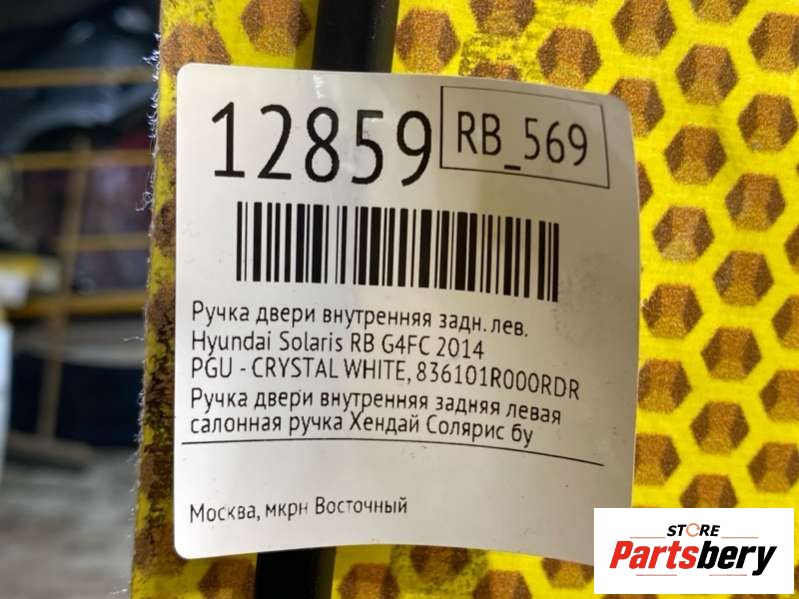 12859
RB_569
Ручка двери внутренняя задн. лев.
Hyundai Solaris RB G4FC 2014
PGU - CRYSTAL WHITE, 836101R000RDR
Ручка двери внутренняя задняя левая
салонная ручка Хендай Солярис бу
Москва, мкрн Восточный
STORE
Partsbery